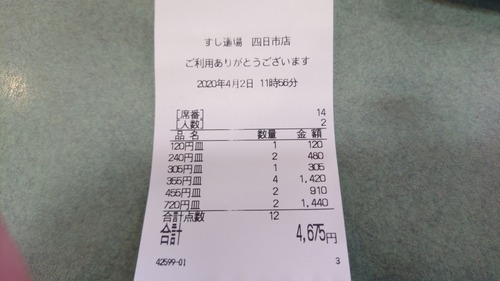 すし道場 四日市店
ご利用ありがとうございます
2020年4月2日 11時56分
[席番] 14
[人数] 2
品名 数量 金額
120円皿 1 120
240円皿 2 480
305円皿 1 305
355円皿 4 1,420
455円皿 2 910
720円皿 2 1,440
合計点数 12
合計 4,675円
42599-01 3